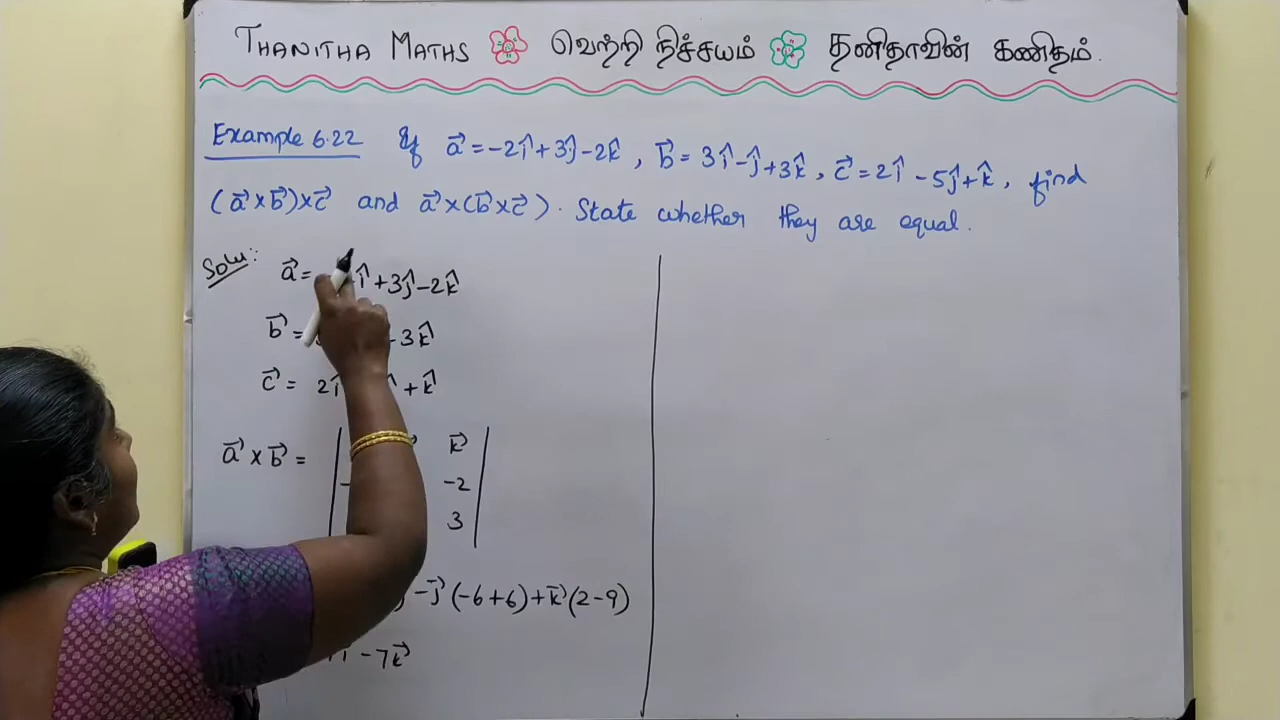 THANITHA MATHS வெற்றி நிச்சயம் தனிதாவின் கணிதம்.
Example 6.22 If a⃗ = -2î+3ĵ-2k̂, b⃗ = 3î-ĵ+3k̂, c⃗ = 2î-5ĵ+k̂, find
(a⃗×b⃗)×c⃗ and a⃗×(b⃗×c⃗). State whether they are equal.
Solu:-
a⃗ = î+3ĵ-2k̂
b⃗ = 3k̂
c⃗ = 2î +k̂
a⃗×b⃗ = | k⃗ |
-2
3
-j⃗(-6+6)+k⃗(2-9)
-7k⃗